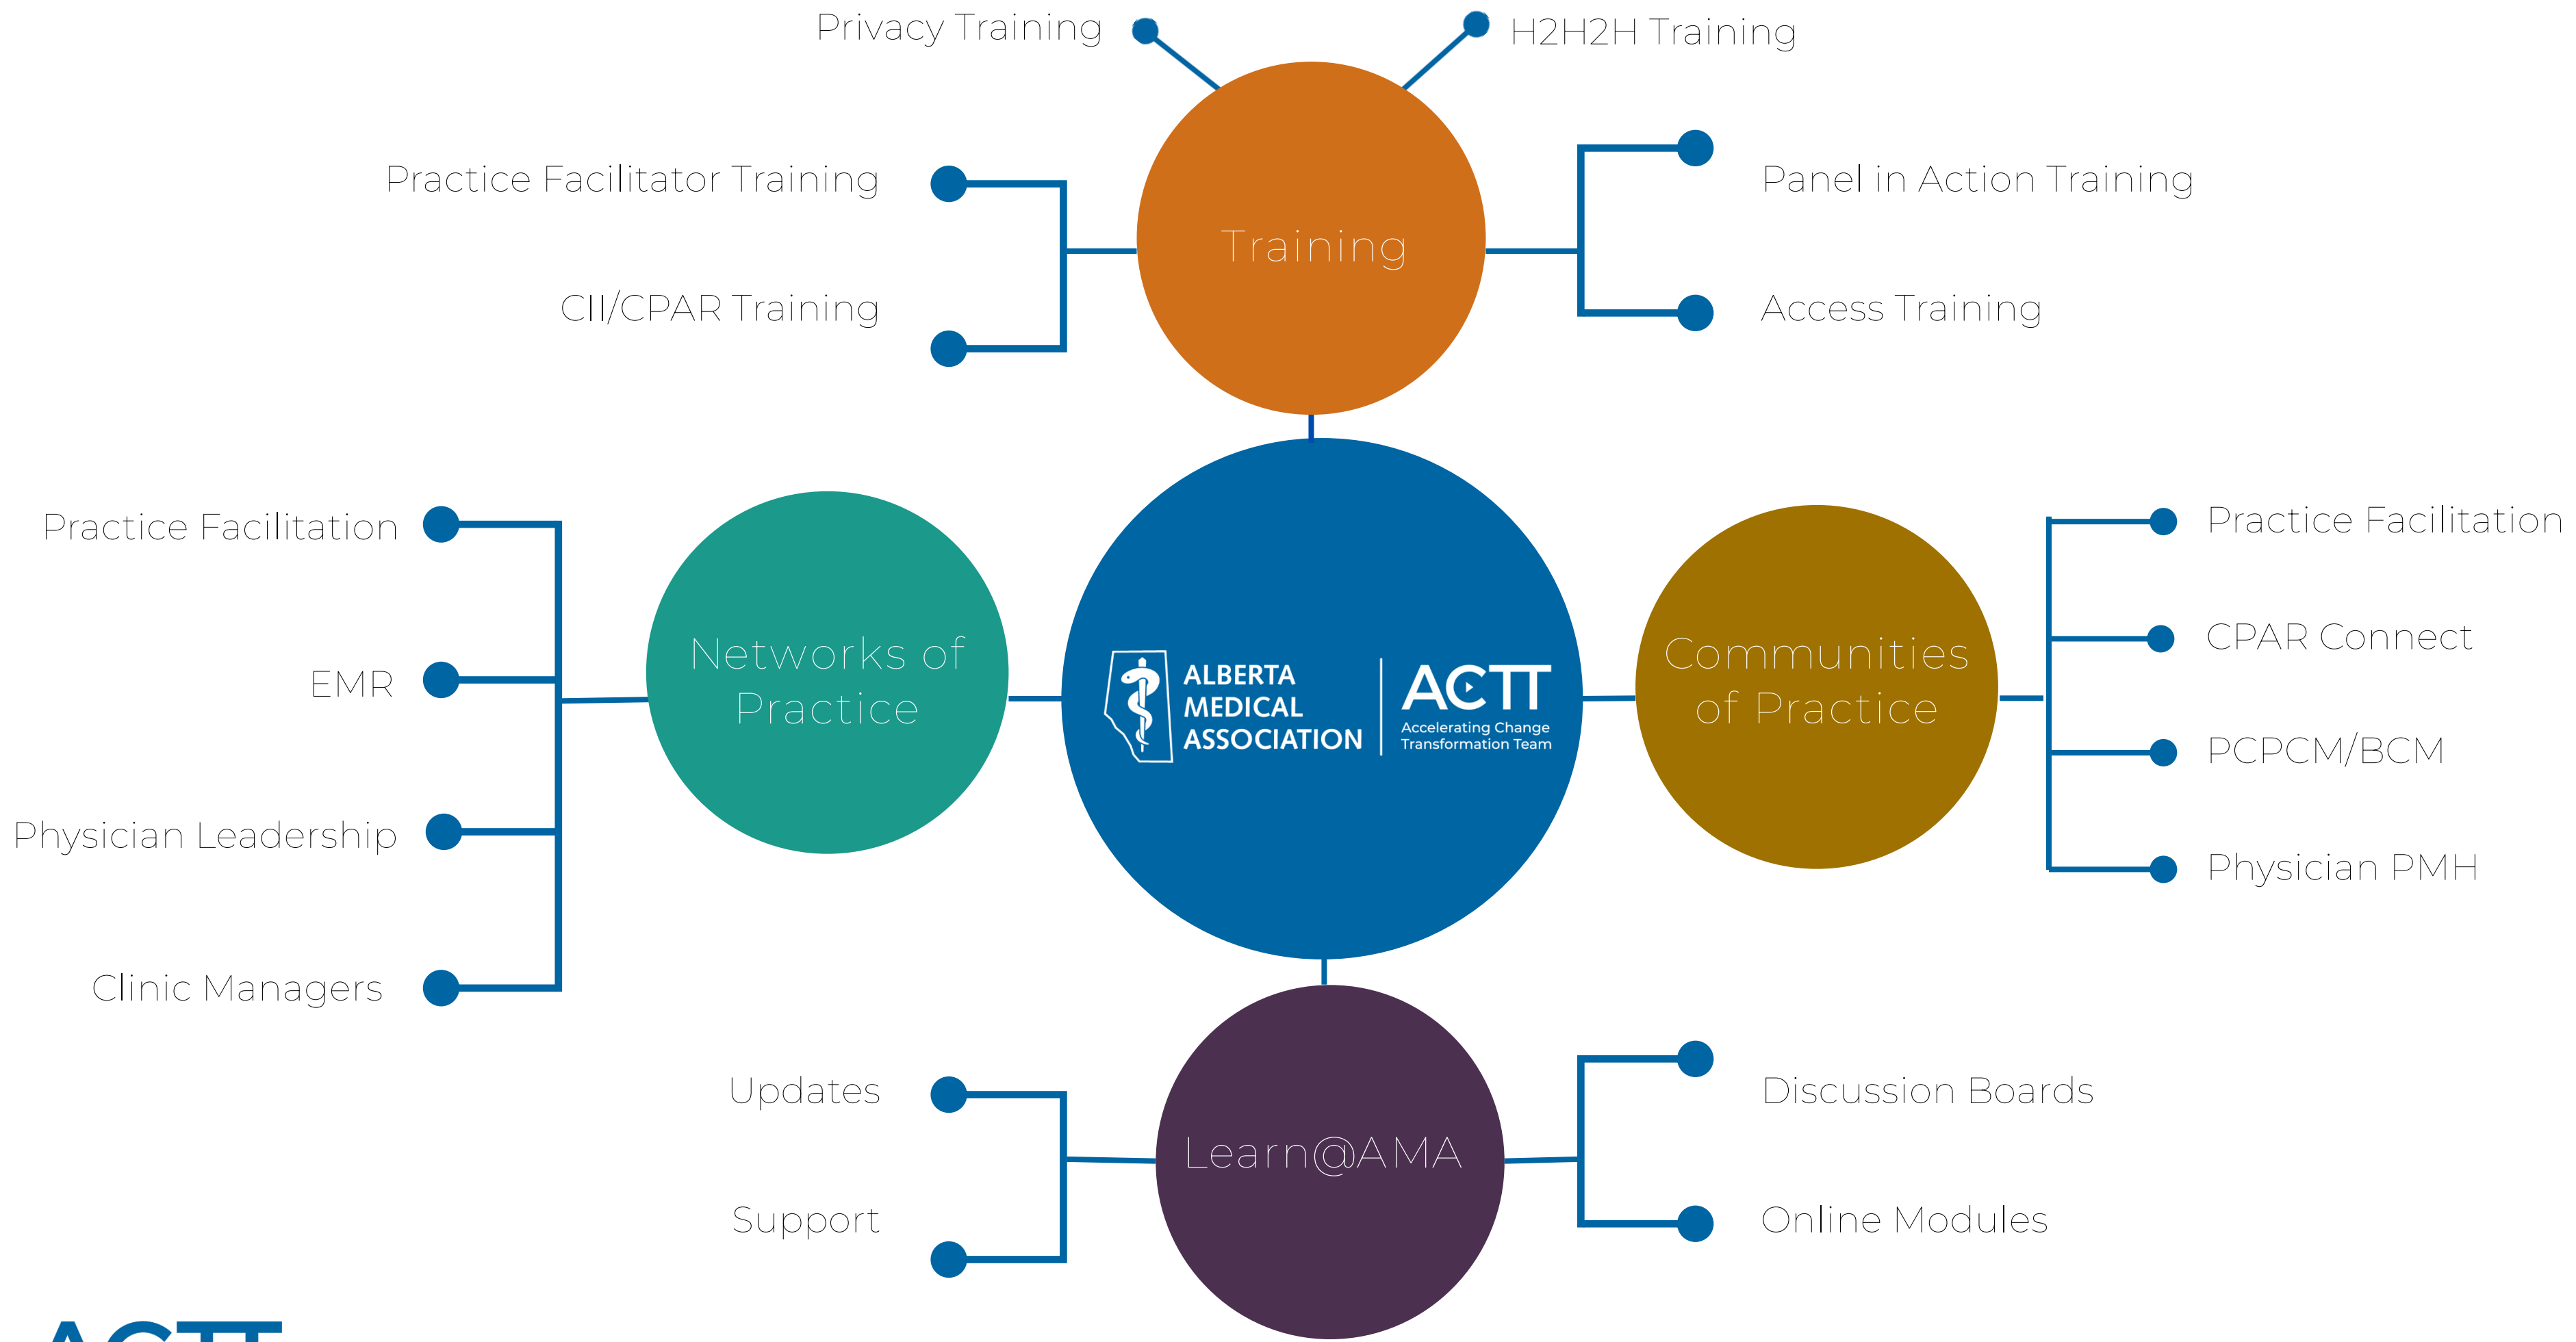 Privacy Training
H2H2H Training
Practice Facilitator Training
CII/CPAR Training
Training
Panel in Action Training
Access Training
Practice Facilitation
EMR
Physician Leadership
Clinic Managers
Networks of
Practice
ALBERTA
MEDICAL
ASSOCIATION
ACTT
Accelerating Change
Transformation Team
Communities
of Practice
Practice Facilitation
CPAR Connect
PCPCM/BCM
Physician PMH
Updates
Support
Learn@AMA
Discussion Boards
Online Modules
ACTT